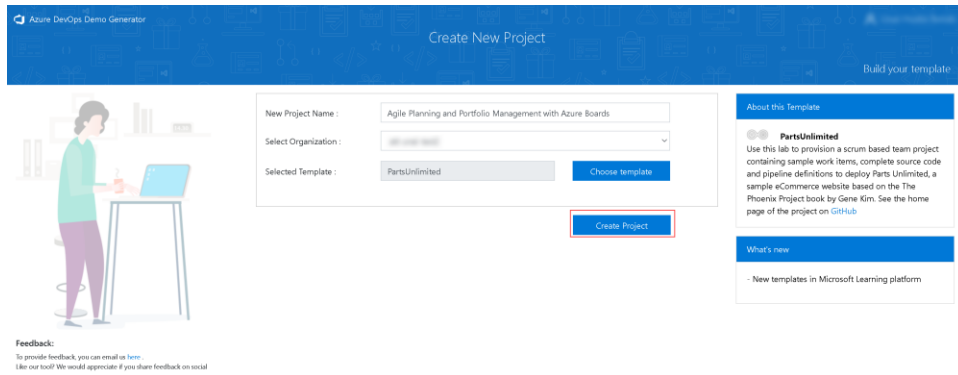 Azure DevOps Demo Generator
Create New Project
Build your template
New Project Name :
Agile Planning and Portfolio Management with Azure Boards
Select Organization :
Selected Template :
PartsUnlimited
Choose template
Create Project
About this Template
PartsUnlimited
Use this lab to provision a scrum based team project
containing sample work items, complete source code
and pipeline definitions to deploy Parts Unlimited, a
sample eCommerce website based on the The
Phoenix Project book by Gene Kim. See the home
page of the project on GitHub
What's new
- New templates in Microsoft Learning platform
Feedback:
To provide feedback, you can email us here .
Like our tool? We would appreciate if you share feedback on social